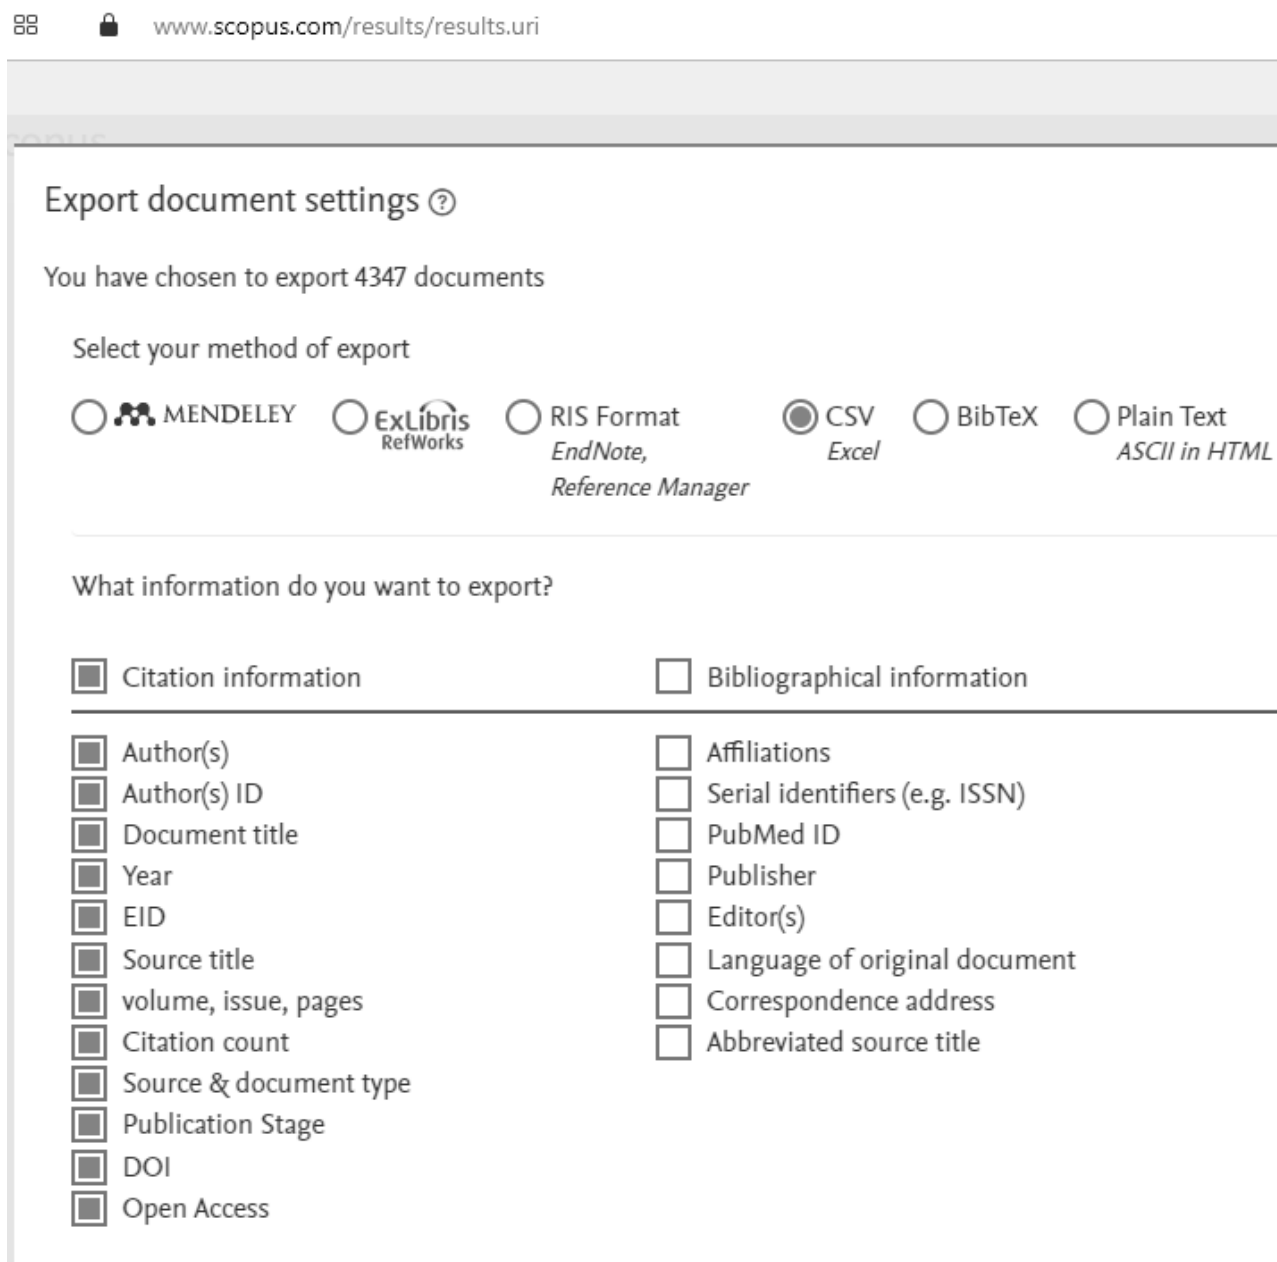 www.scopus.com/results/results.uri
scopus
Export document settings ?
You have chosen to export 4347 documents
Select your method of export
MENDELEY
ExLibris
RefWorks
RIS Format
EndNote,
Reference Manager
CSV
Excel
BibTeX
Plain Text
ASCII in HTML
What information do you want to export?
Citation information
Author(s)
Author(s) ID
Document title
Year
EID
Source title
volume, issue, pages
Citation count
Source & document type
Publication Stage
DOI
Open Access
Bibliographical information
Affiliations
Serial identifiers (e.g. ISSN)
PubMed ID
Publisher
Editor(s)
Language of original document
Correspondence address
Abbreviated source title